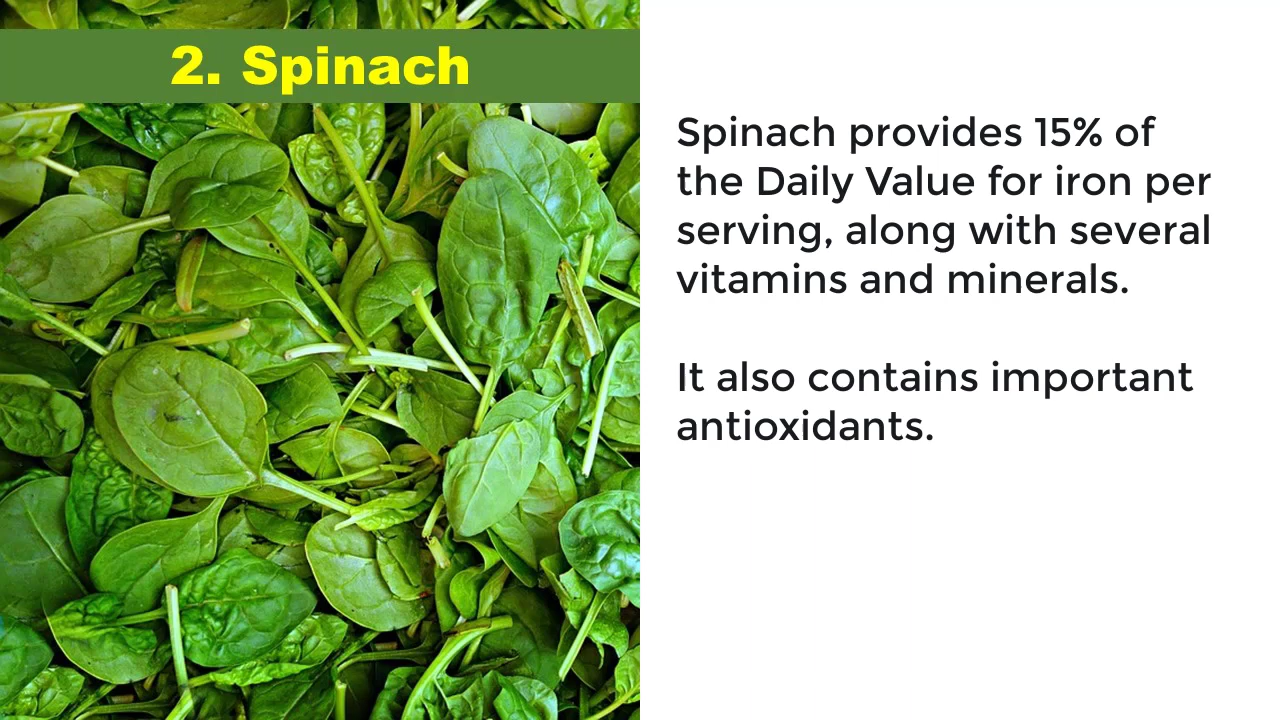 2. Spinach
Spinach provides 15% of
the Daily Value for iron per
serving, along with several
vitamins and minerals.
It also contains important
antioxidants.